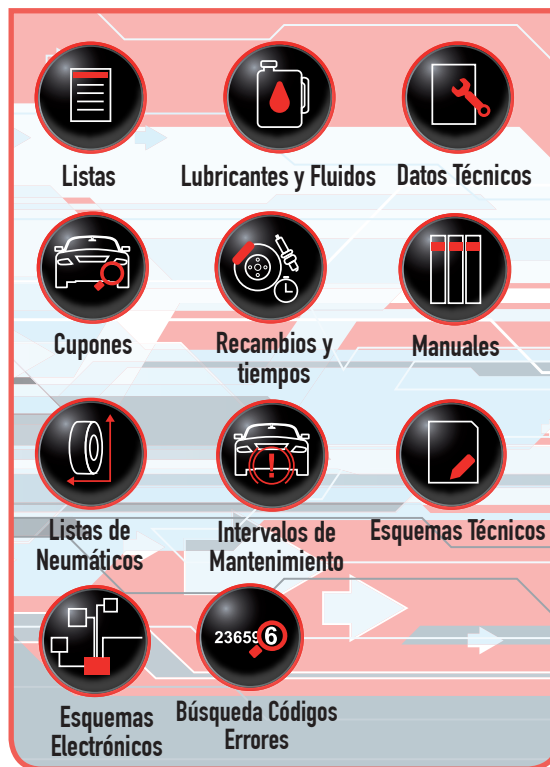 Listas
Lubricantes y Fluidos
Datos Técnicos
Cupones
Recambios y
tiempos
Manuales
Listas de
Neumáticos
Intervalos de
Mantenimiento
Esquemas Técnicos
23659 6
Esquemas
Electrónicos
Búsqueda Códigos
Errores